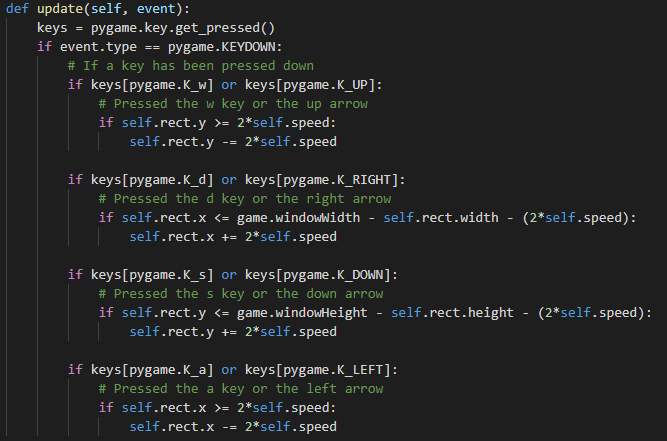 def update(self, event):
    keys = pygame.key.get_pressed()
    if event.type == pygame.KEYDOWN:
        # If a key has been pressed down
        if keys[pygame.K_w] or keys[pygame.K_UP]:
            # Pressed the w key or the up arrow
            if self.rect.y >= 2*self.speed:
                self.rect.y -= 2*self.speed

        if keys[pygame.K_d] or keys[pygame.K_RIGHT]:
            # Pressed the d key or the right arrow
            if self.rect.x <= game.windowWidth - self.rect.width - (2*self.speed):
                self.rect.x += 2*self.speed

        if keys[pygame.K_s] or keys[pygame.K_DOWN]:
            # Pressed the s key or the down arrow
            if self.rect.y <= game.windowHeight - self.rect.height - (2*self.speed):
                self.rect.y += 2*self.speed

        if keys[pygame.K_a] or keys[pygame.K_LEFT]:
            # Pressed the a key or the left arrow
            if self.rect.x >= 2*self.speed:
                self.rect.x -= 2*self.speed